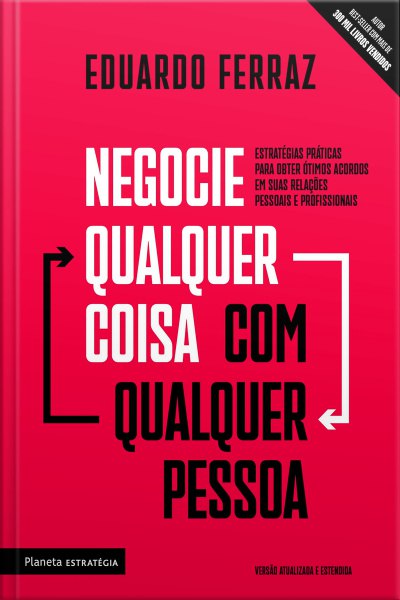 AUTOR
BEST-SELLER COM MAIS DE
300 MIL LIVROS VENDIDOS
EDUARDO FERRAZ
NEGOCIE
ESTRATÉGIAS PRÁTICAS
PARA OBTER ÓTIMOS ACORDOS
EM SUAS RELAÇÕES
PESSOAIS E PROFISSIONAIS
QUALQUER
COISA COM
QUALQUER
PESSOA
Planeta ESTRATÉGIA
VERSÃO ATUALIZADA E ESTENDIDA